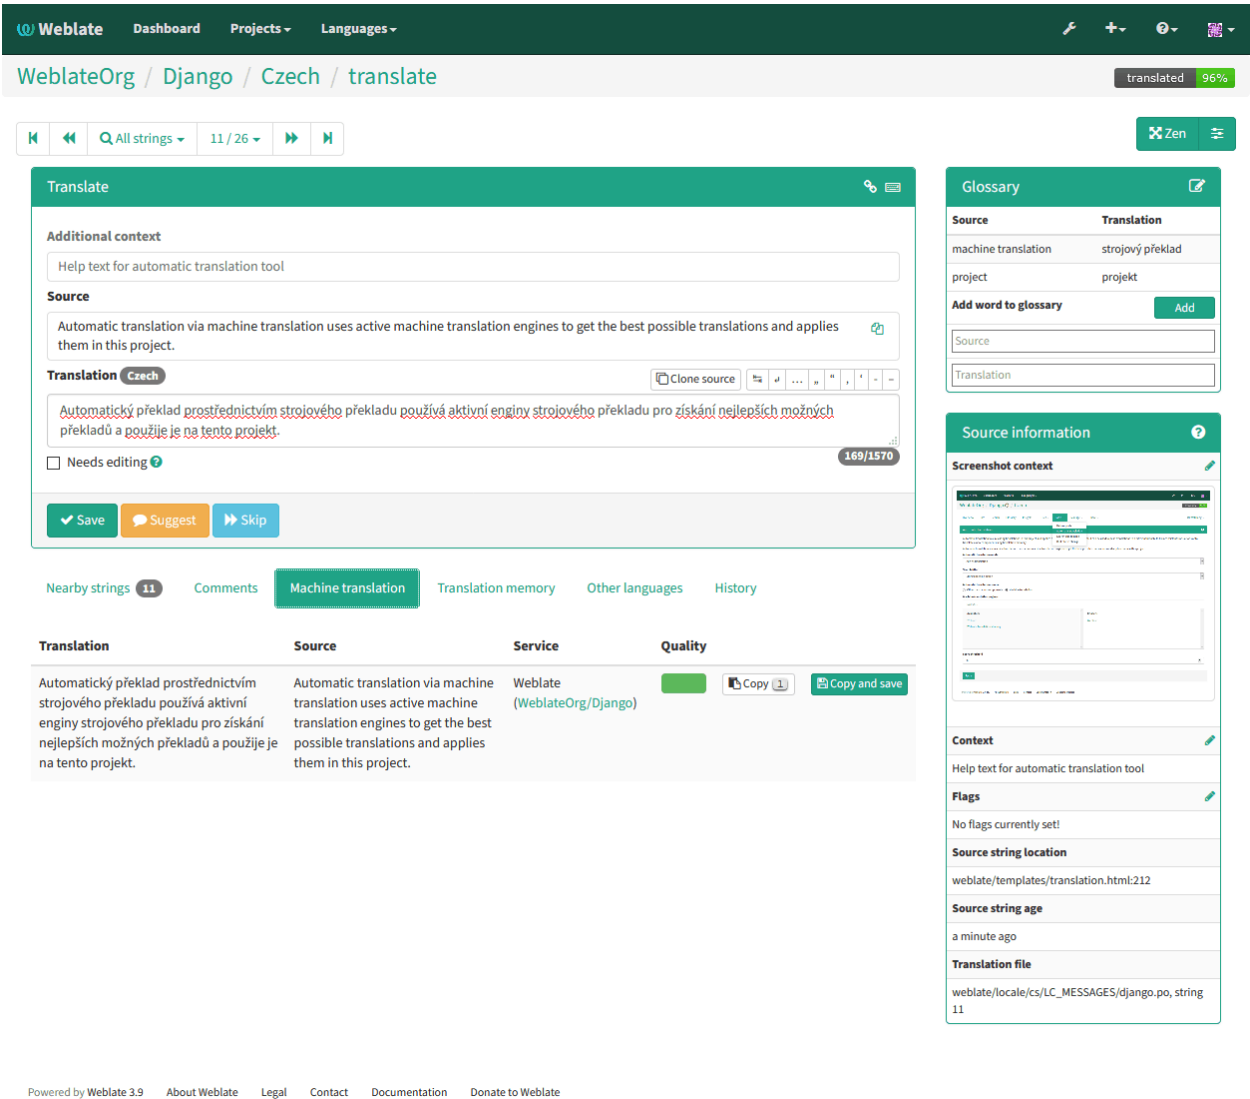 Weblate Dashboard Projects Languages
WeblateOrg / Django / Czech / translate
translated 96%
All strings 11 / 26
Zen
Translate
Additional context
Help text for automatic translation tool
Source
Automatic translation via machine translation uses active machine translation engines to get the best possible translations and applies
them in this project.
Translation Czech
Clone source … „ “ ‚ ‘ - –
Automatický překlad prostřednictvím strojového překladu používá aktivní enginy strojového překladu pro získání nejlepších možných
překladů a použije je na tento projekt.
169/1570
Needs editing
Save Suggest Skip
Nearby strings 11 Comments Machine translation Translation memory Other languages History
Translation Source Service Quality
Automatický překlad prostřednictvím
strojového překladu používá aktivní
enginy strojového překladu pro získání
nejlepších možných překladů a použije je
na tento projekt.
Automatic translation via machine
translation uses active machine
translation engines to get the best
possible translations and applies
them in this project.
Weblate
(WeblateOrg/Django)
Copy 1 Copy and save
Glossary
Source Translation
machine translation strojový překlad
project projekt
Add word to glossary Add
Source
Translation
Source information
Screenshot context
Context
Help text for automatic translation tool
Flags
No flags currently set!
Source string location
weblate/templates/translation.html:212
Source string age
a minute ago
Translation file
weblate/locale/cs/LC_MESSAGES/django.po, string
11
Powered by Weblate 3.9 About Weblate Legal Contact Documentation Donate to Weblate